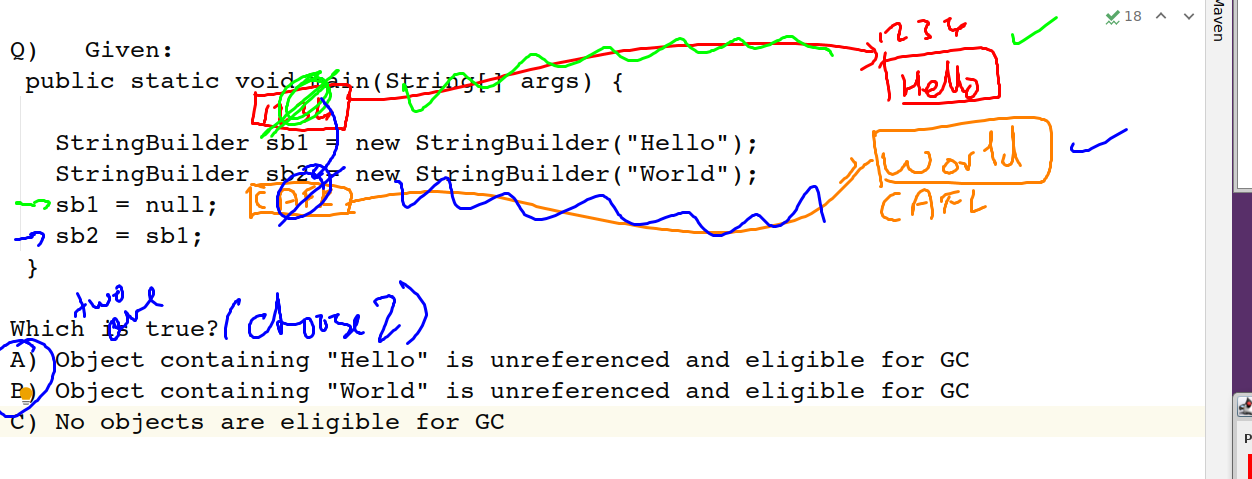 18
Maven
1234
Q) Given:
public static void main(String[] args) {
Hello
StringBuilder sb1 = new StringBuilder("Hello");
World
StringBuilder sb2 = new StringBuilder("World");
sb1 = null;
CAFE
sb2 = sb1;
}
two
Which is true? (choose 2)
A) Object containing "Hello" is unreferenced and eligible for GC
B) Object containing "World" is unreferenced and eligible for GC
C) No objects are eligible for GC
P